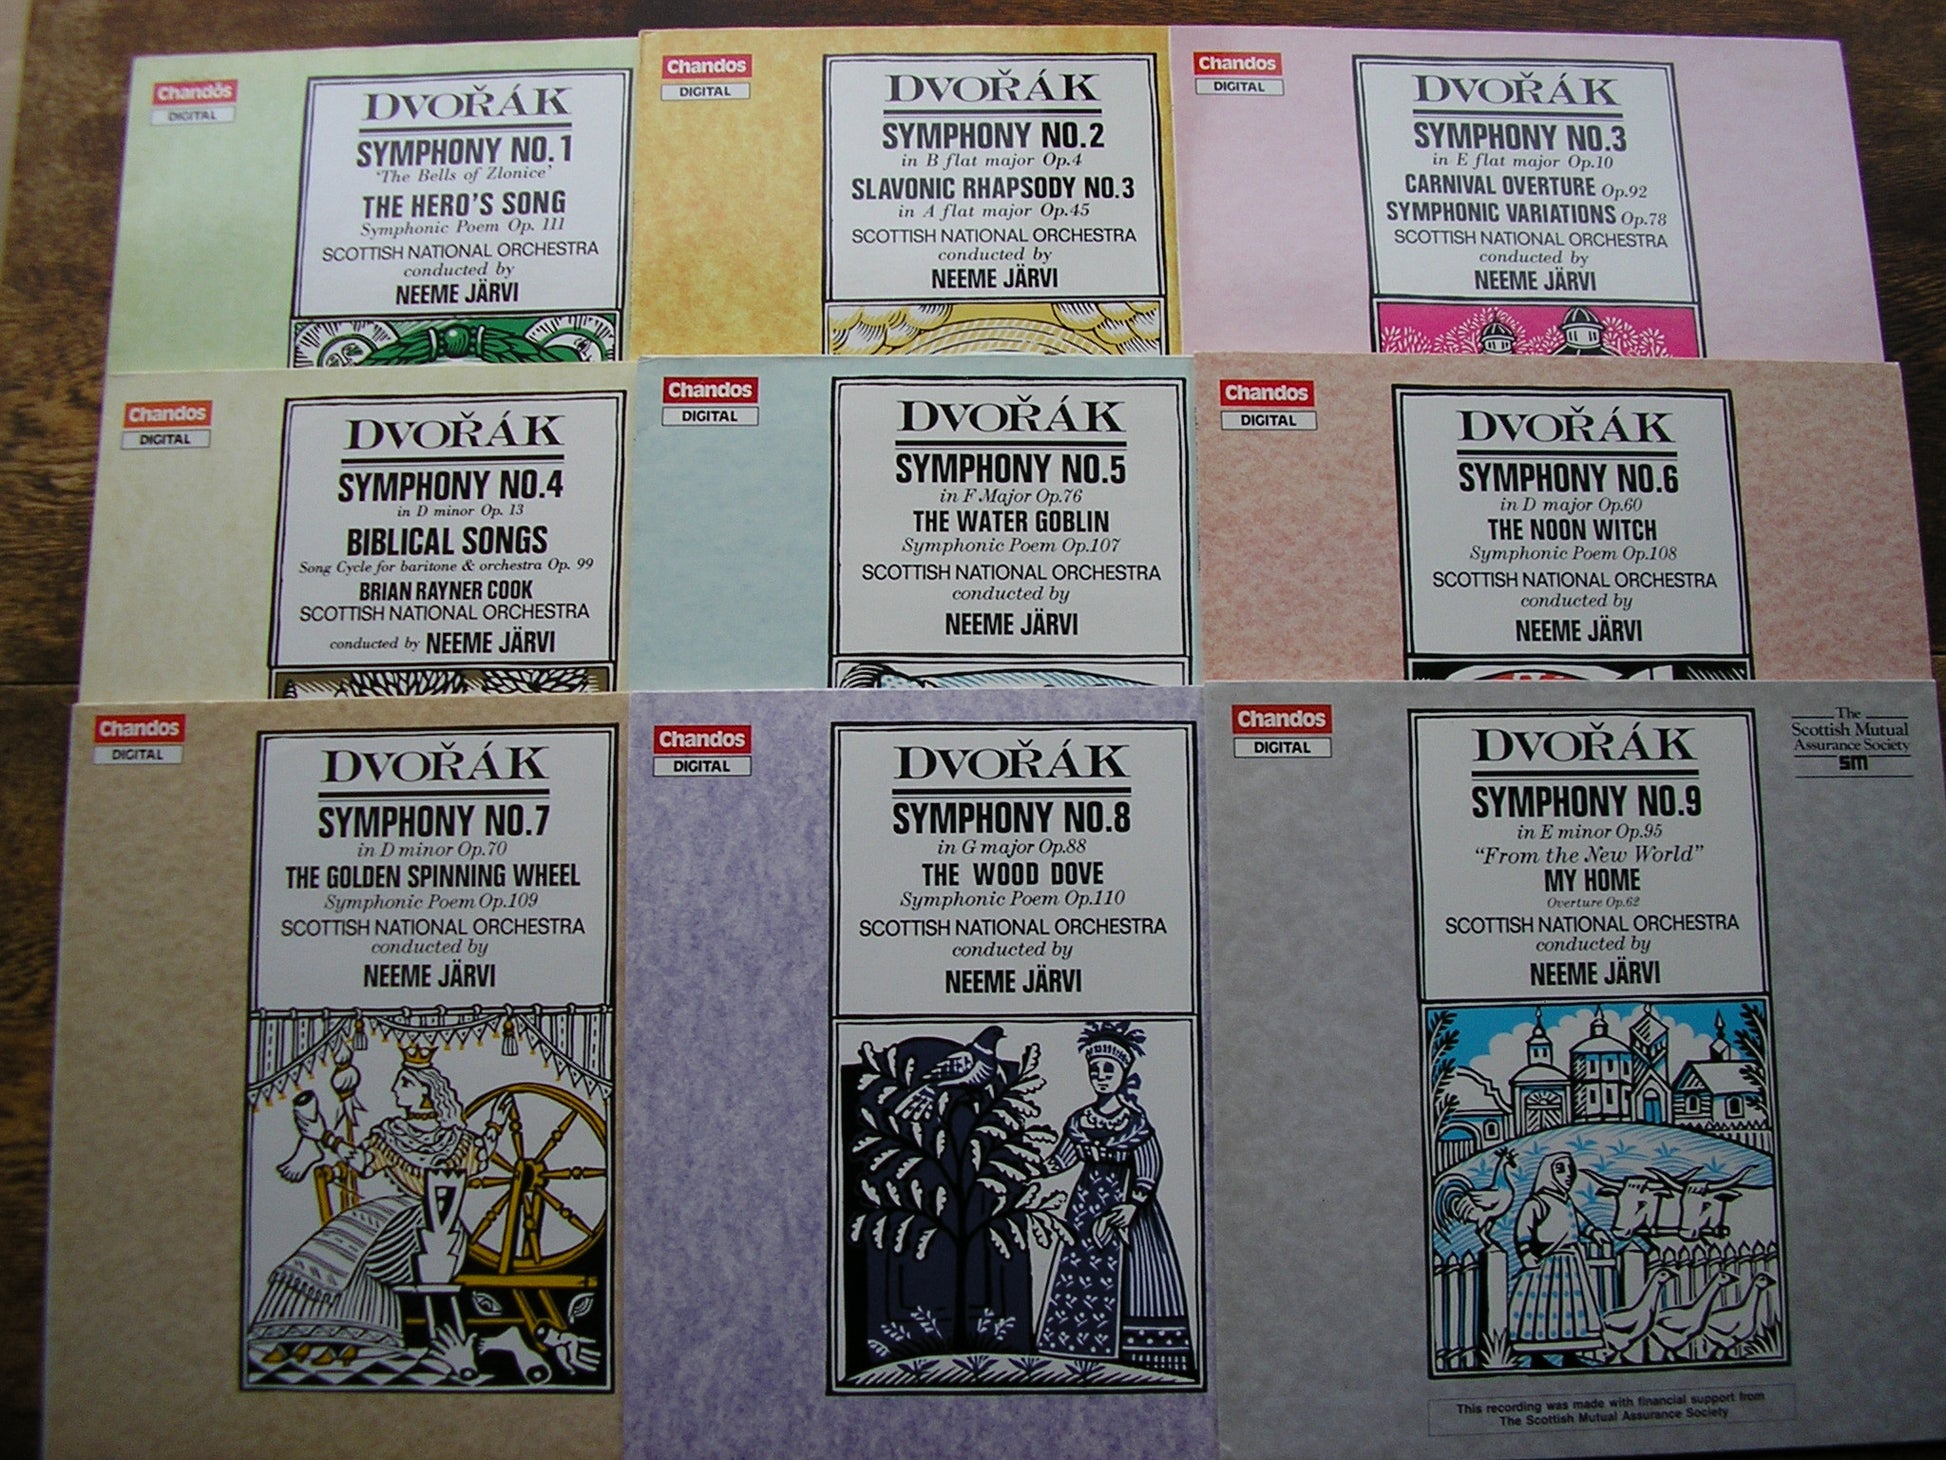 Chandos
DIGITAL
DVOŘÁK
SYMPHONY NO.1
'The Bells of Zlonice'
THE HERO'S SONG
Symphonic Poem Op. 111
SCOTTISH NATIONAL ORCHESTRA
conducted by
NEEME JÄRVI
Chandos
DIGITAL
DVOŘÁK
SYMPHONY NO.2
in B flat major Op.4
SLAVONIC RHAPSODY NO.3
in A flat major Op.45
SCOTTISH NATIONAL ORCHESTRA
conducted by
NEEME JÄRVI
Chandos
DIGITAL
DVOŘÁK
SYMPHONY NO.3
in E flat major Op.10
CARNIVAL OVERTURE Op.92
SYMPHONIC VARIATIONS Op.78
SCOTTISH NATIONAL ORCHESTRA
conducted by
NEEME JÄRVI
Chandos
DIGITAL
DVOŘÁK
SYMPHONY NO.4
in D minor Op. 13
BIBLICAL SONGS
Song Cycle for baritone & orchestra Op. 99
BRIAN RAYNER COOK
SCOTTISH NATIONAL ORCHESTRA
conducted by NEEME JÄRVI
Chandos
DIGITAL
DVOŘÁK
SYMPHONY NO.5
in F Major Op.76
THE WATER GOBLIN
Symphonic Poem Op.107
SCOTTISH NATIONAL ORCHESTRA
conducted by
NEEME JÄRVI
Chandos
DIGITAL
DVOŘÁK
SYMPHONY NO.6
in D major Op.60
THE NOON WITCH
Symphonic Poem Op.108
SCOTTISH NATIONAL ORCHESTRA
conducted by
NEEME JÄRVI
Chandos
DIGITAL
DVOŘÁK
SYMPHONY NO.7
in D minor Op.70
THE GOLDEN SPINNING WHEEL
Symphonic Poem Op.109
SCOTTISH NATIONAL ORCHESTRA
conducted by
NEEME JÄRVI
Chandos
DIGITAL
DVOŘÁK
SYMPHONY NO.8
in G major Op.88
THE WOOD DOVE
Symphonic Poem Op.110
SCOTTISH NATIONAL ORCHESTRA
conducted by
NEEME JÄRVI
Chandos
DIGITAL
DVOŘÁK
SYMPHONY NO.9
in E minor Op.95
"From the New World"
MY HOME
Overture Op.62
SCOTTISH NATIONAL ORCHESTRA
conducted by
NEEME JÄRVI
The
Scottish Mutual
Assurance Society
sm
This recording was made with financial support from
The Scottish Mutual Assurance Society